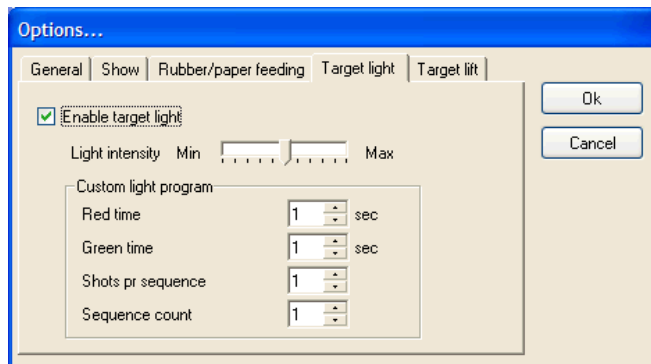 Options...
General Show Rubber/paper feeding Target light Target lift
Ok
Enable target light
Cancel
Light intensity Min Max
Custom light program
Red time 1 sec
Green time 1 sec
Shots pr sequence 1
Sequence count 1